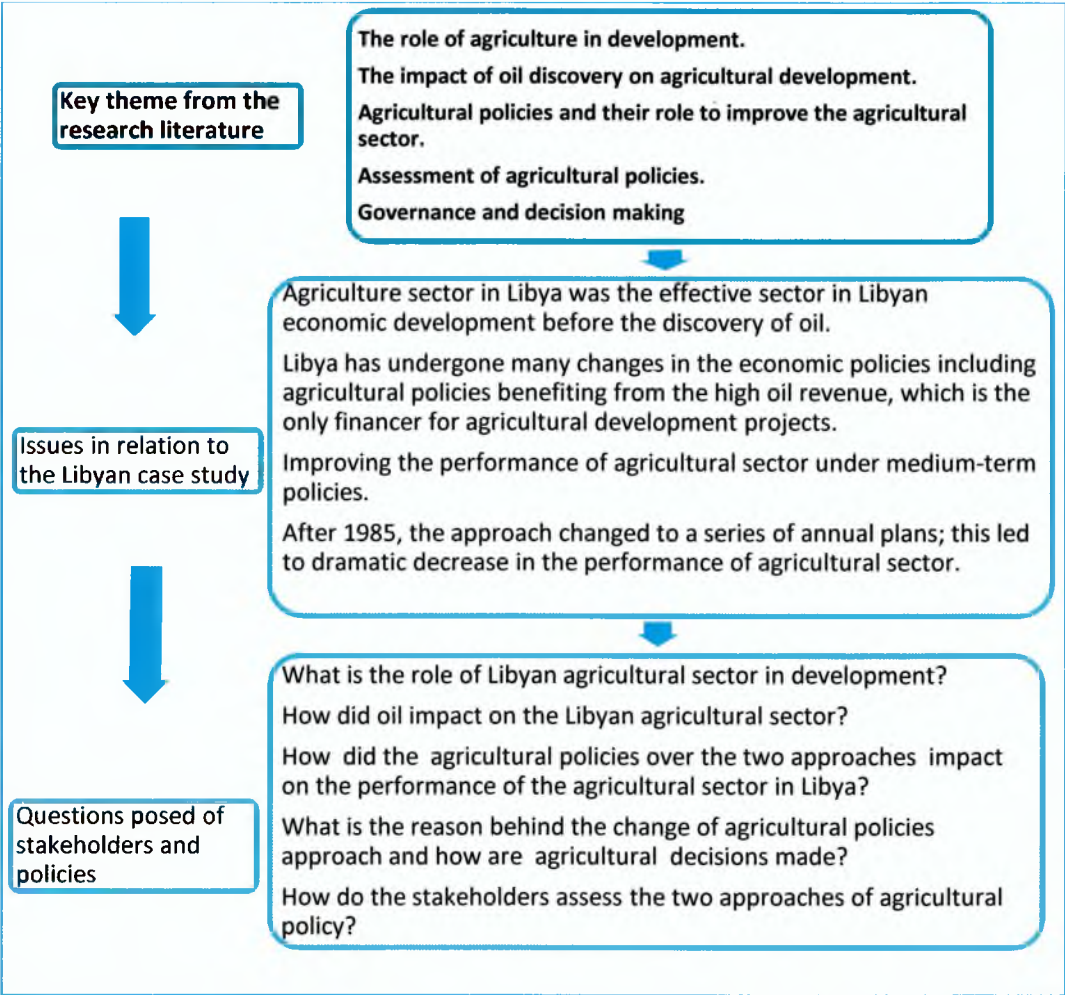 Key theme from the
research literature
The role of agriculture in development.
The impact of oil discovery on agricultural development.
Agricultural policies and their role to improve the agricultural
sector.
Assessment of agricultural policies.
Governance and decision making
Issues in relation to
the Libyan case study
Agriculture sector in Libya was the effective sector in Libyan
economic development before the discovery of oil.
Libya has undergone many changes in the economic policies including
agricultural policies benefiting from the high oil revenue, which is the
only financer for agricultural development projects.
Improving the performance of agricultural sector under medium-term
policies.
After 1985, the approach changed to a series of annual plans; this led
to dramatic decrease in the performance of agricultural sector.
Questions posed of
stakeholders and
policies
What is the role of Libyan agricultural sector in development?
How did oil impact on the Libyan agricultural sector?
How did the agricultural policies over the two approaches impact
on the performance of the agricultural sector in Libya?
What is the reason behind the change of agricultural policies
approach and how are agricultural decisions made?
How do the stakeholders assess the two approaches of agricultural
policy?